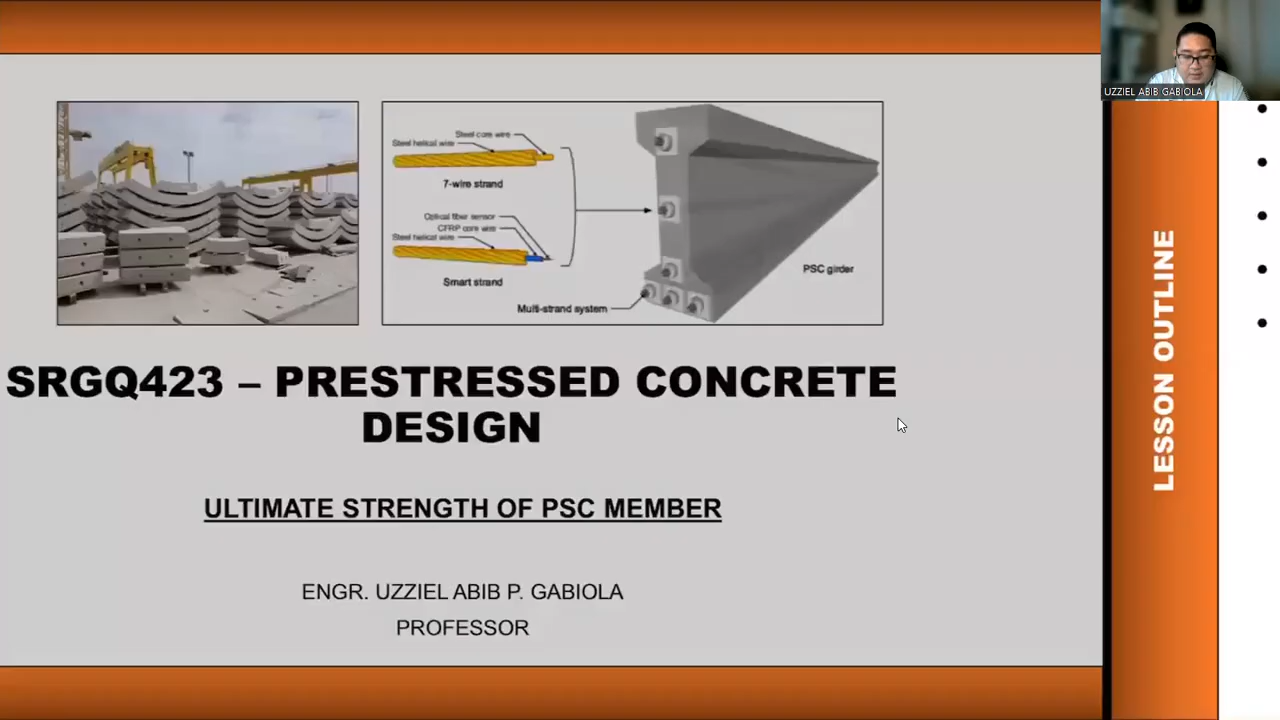 UZZIEL ABIB GABIOLA
Steel core wire
Steel helical wire
7-wire strand
Optical fiber sensor
CFRP core wire
Steel helical wire
Smart strand
Multi-strand system
PSC girder
SRGQ423 – PRESTRESSED CONCRETE
DESIGN
ULTIMATE STRENGTH OF PSC MEMBER
ENGR. UZZIEL ABIB P. GABIOLA
PROFESSOR
LESSON OUTLINE